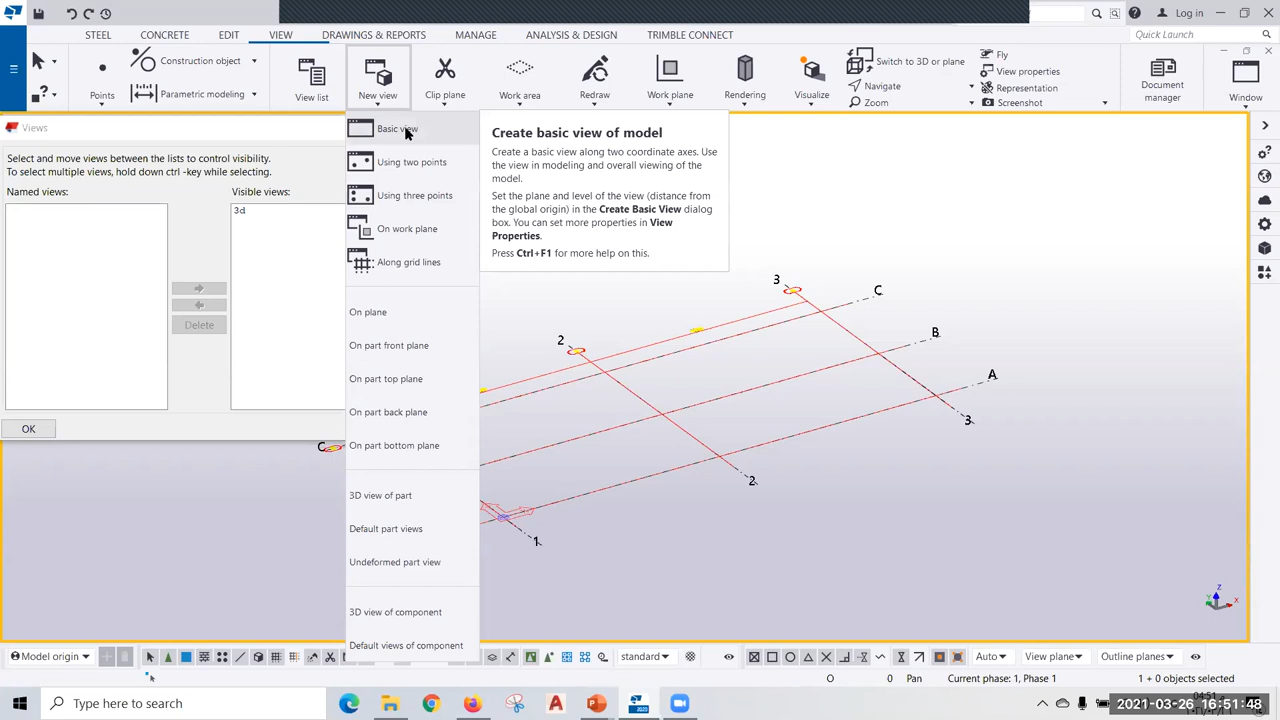 Log in
STEEL
CONCRETE
EDIT
VIEW
DRAWINGS & REPORTS
MANAGE
ANALYSIS & DESIGN
TRIMBLE CONNECT
Quick Launch
Points
Construction object
Parametric modeling
View list
New view
Clip plane
Work area
Redraw
Work plane
Rendering
Visualize
Switch to 3D or plane
Navigate
Zoom
Fly
View properties
Representation
Screenshot
Document
manager
Window
Views
Select and move views between the lists to control visibility.
To select multiple views, hold down ctrl -key while selecting.
Named views:
Visible views:
3d
Delete
OK
Basic view
Using two points
Using three points
On work plane
Along grid lines
On plane
On part front plane
On part top plane
On part back plane
On part bottom plane
3D view of part
Default part views
Undeformed part view
3D view of component
Default views of component
Create basic view of model
Create a basic view along two coordinate axes. Use
the view in modeling and overall viewing of the
model.
Set the plane and level of the view (distance from
the global origin) in the Create Basic View dialog
box. You can set more properties in View
Properties.
Press Ctrl+F1 for more help on this.
3
C
2
B
A
3
C
2
1
Z
Y
X
Model origin
standard
Auto
View plane
Outline planes
O
0
Pan
Current phase: 1, Phase 1
1 + 0 objects selected
Type here to search
2021-03-26 16:51:48